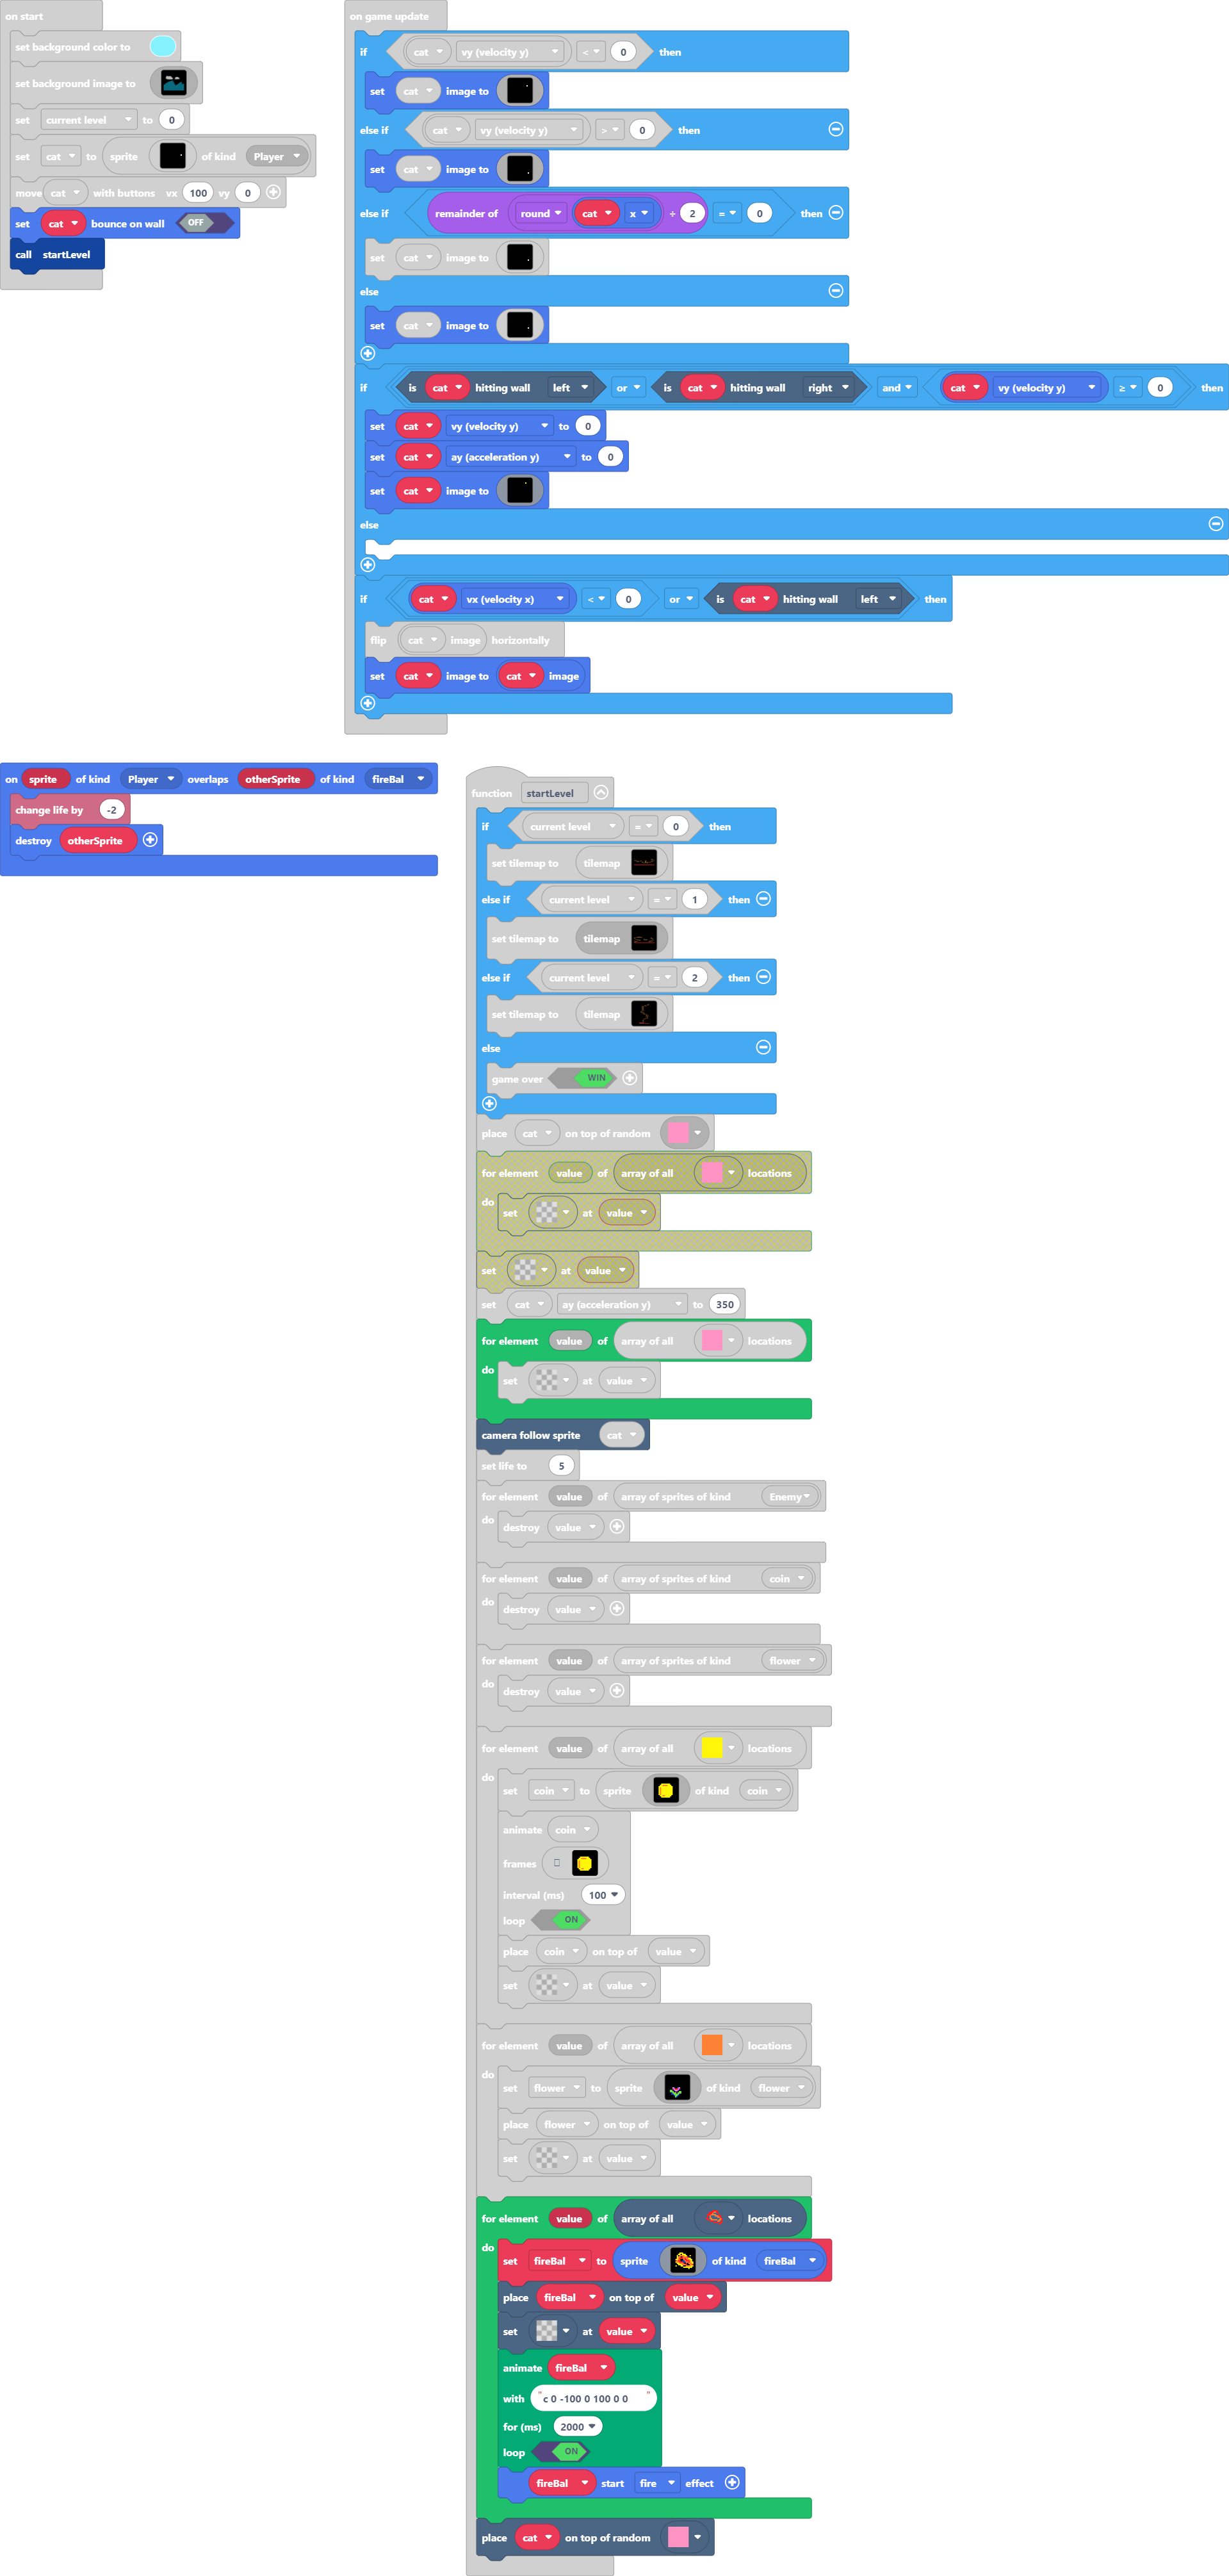 on start
set background color to
set background image to
set current level to 0
set cat to sprite of kind Player
move cat with buttons vx 100 vy 0
set cat bounce on wall OFF
call startLevel
on game update
if cat vy (velocity y) < 0 then
set cat image to
else if cat vy (velocity y) > 0 then
set cat image to
else if remainder of round cat x ÷ 2 = 0 then
set cat image to
else
set cat image to
if is cat hitting wall left or is cat hitting wall right and cat vy (velocity y) ≥ 0 then
set cat vy (velocity y) to 0
set cat ay (acceleration y) to 0
set cat image to
else
if cat vx (velocity x) < 0 or is cat hitting wall left then
flip cat image horizontally
set cat image to cat image
on sprite of kind Player overlaps otherSprite of kind fireBal
change life by -2
destroy otherSprite
function startLevel
if current level = 0 then
set tilemap to tilemap
else if current level = 1 then
set tilemap to tilemap
else if current level = 2 then
set tilemap to tilemap
else
game over WIN
place cat on top of random
for element value of array of all locations
do set at value
set at value
set cat ay (acceleration y) to 350
for element value of array of all locations
do set at value
camera follow sprite cat
set life to 5
for element value of array of sprites of kind Enemy
do destroy value
for element value of array of sprites of kind coin
do destroy value
for element value of array of sprites of kind flower
do destroy value
for element value of array of all locations
do set coin to sprite of kind coin
animate coin
frames
interval (ms) 100
loop ON
place coin on top of value
set at value
for element value of array of all locations
do set flower to sprite of kind flower
place flower on top of value
set at value
for element value of array of all locations
do set fireBal to sprite of kind fireBal
place fireBal on top of value
set at value
animate fireBal
with "c 0 -100 0 100 0 0"
for (ms) 2000
loop ON
fireBal start fire effect
place cat on top of random